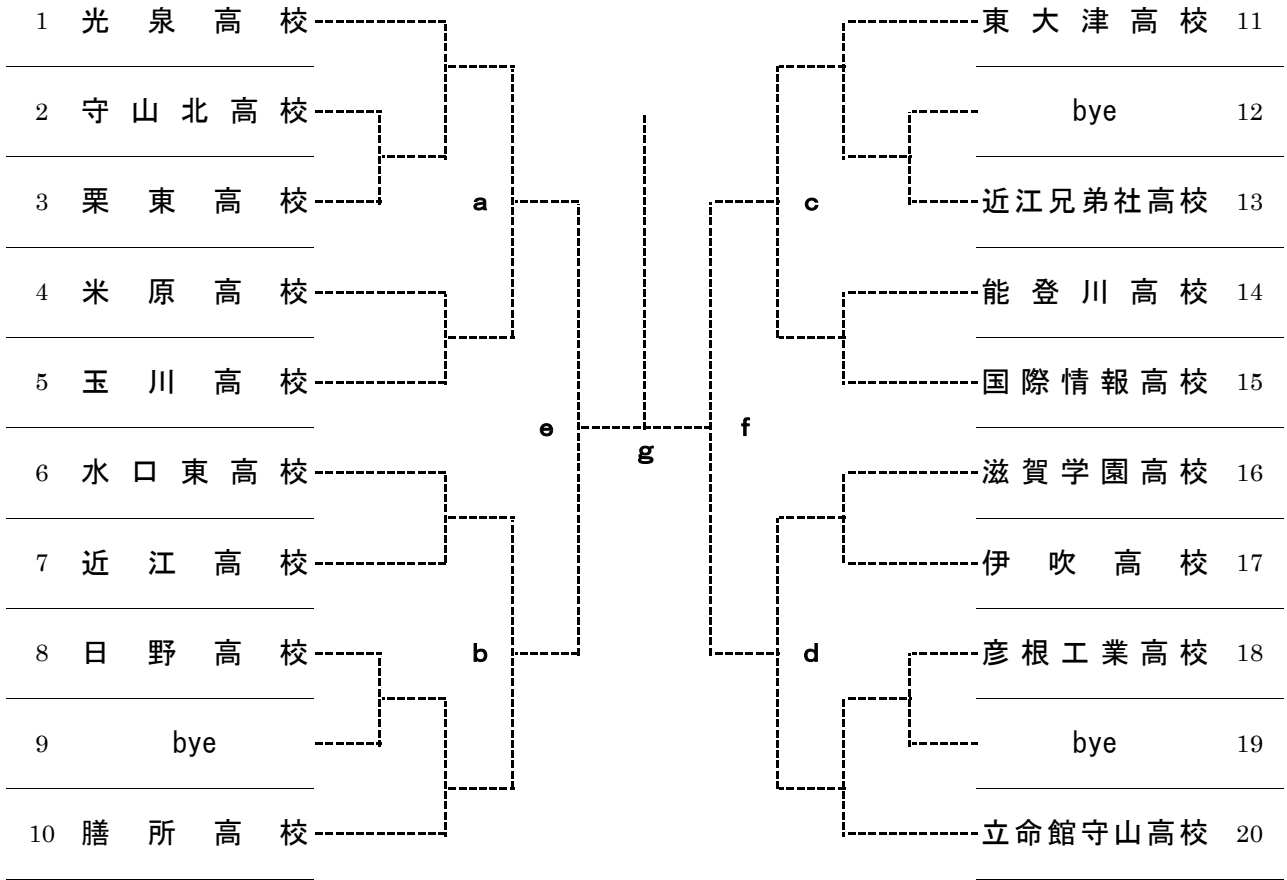 1 光泉高校
2 守山北高校
3 栗東高校
4 米原高校
5 玉川高校
6 水口東高校
7 近江高校
8 日野高校
9 bye
10 膳所高校
a
b
e
g
f
c
d
東大津高校 11
bye 12
近江兄弟社高校 13
能登川高校 14
国際情報高校 15
滋賀学園高校 16
伊吹高校 17
彦根工業高校 18
bye 19
立命館守山高校 20